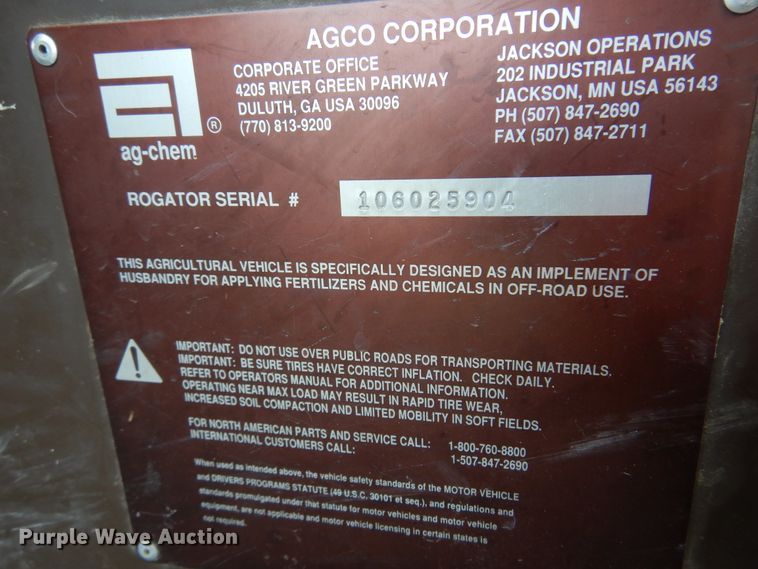 AGCO CORPORATION
CORPORATE OFFICE
4205 RIVER GREEN PARKWAY
DULUTH, GA USA 30096
(770) 813-9200
JACKSON OPERATIONS
202 INDUSTRIAL PARK
JACKSON, MN USA 56143
PH (507) 847-2690
FAX (507) 847-2711
®
ag-chem
ROGATOR SERIAL # 106025904
THIS AGRICULTURAL VEHICLE IS SPECIFICALLY DESIGNED AS AN IMPLEMENT OF
HUSBANDRY FOR APPLYING FERTILIZERS AND CHEMICALS IN OFF-ROAD USE.
IMPORTANT: DO NOT USE OVER PUBLIC ROADS FOR TRANSPORTING MATERIALS.
IMPORTANT: BE SURE TIRES HAVE CORRECT INFLATION. CHECK DAILY.
REFER TO OPERATORS MANUAL FOR ADDITIONAL INFORMATION.
OPERATING NEAR MAX LOAD MAY RESULT IN RAPID TIRE WEAR,
INCREASED SOIL COMPACTION AND LIMITED MOBILITY IN SOFT FIELDS.
FOR NORTH AMERICAN PARTS AND SERVICE CALL: 1-800-760-8800
INTERNATIONAL CUSTOMERS CALL: 1-507-847-2690
When used as intended above, the vehicle safety standards of the MOTOR VEHICLE
and DRIVERS PROGRAMS STATUTE (49 U.S.C. 30101 et seq.), and regulations and
standards promulgated under that statute for motor vehicles and motor vehicle
equipment, are not applicable and motor vehicle licensing in certain states is
not required.
Purple Wave Auction